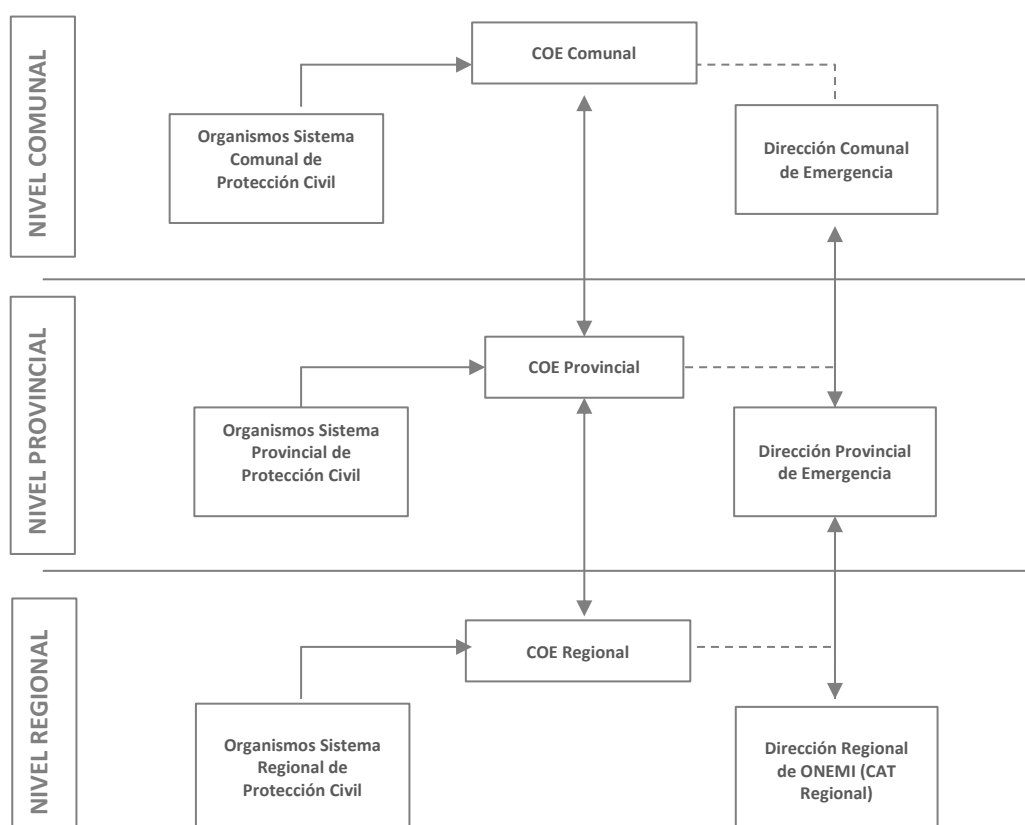 NIVEL COMUNAL
COE Comunal
Organismos Sistema
Comunal de
Protección Civil
Dirección Comunal
de Emergencia
NIVEL PROVINCIAL
COE Provincial
Organismos Sistema
Provincial de
Protección Civil
Dirección Provincial
de Emergencia
NIVEL REGIONAL
COE Regional
Organismos Sistema
Regional de
Protección Civil
Dirección Regional
de ONEMI (CAT
Regional)